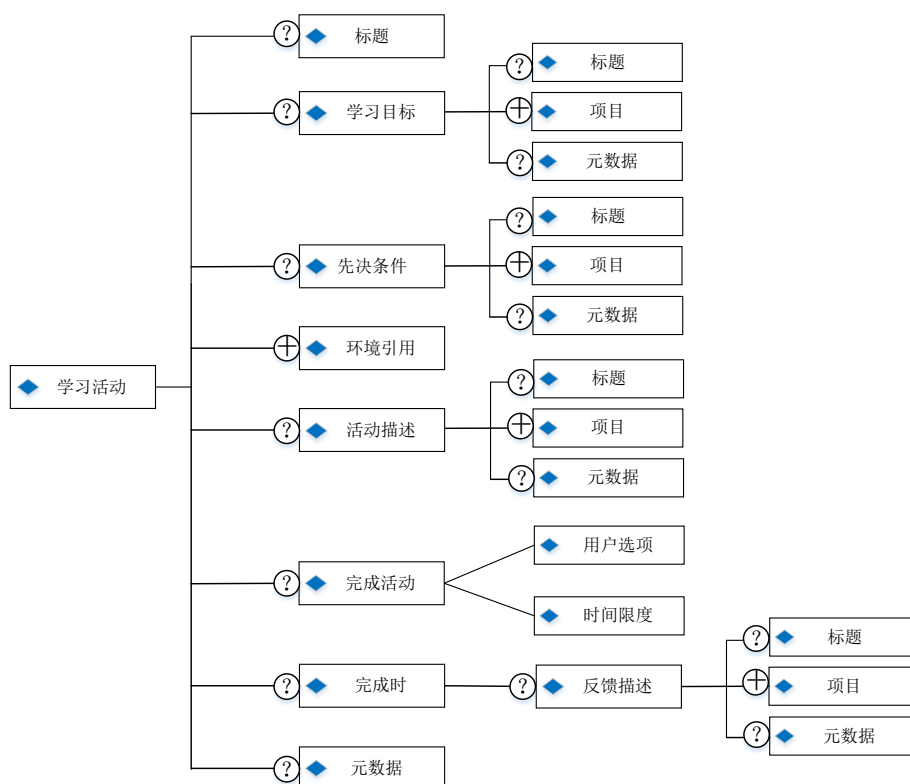 ? 标题
? 标题
? 学习目标
+ 项目
? 元数据
? 标题
? 先决条件
+ 项目
? 元数据
+ 环境引用
学习活动
? 标题
? 活动描述
+ 项目
? 元数据
用户选项
? 完成活动
时间限度
? 标题
? 完成时
? 反馈描述
+ 项目
? 元数据
? 元数据